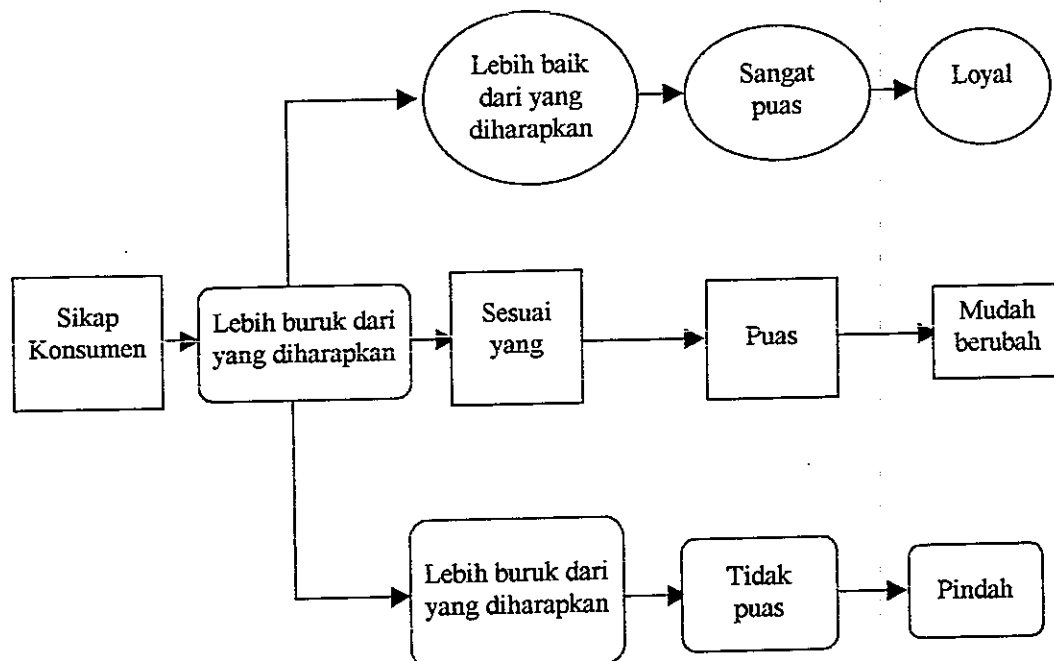 Lebih baik
dari yang
diharapkan
Sangat
puas
Loyal
Sikap
Konsumen
Lebih buruk dari
yang diharapkan
Sesuai
yang
Puas
Mudah
berubah
Lebih buruk dari
yang diharapkan
Tidak
puas
Pindah